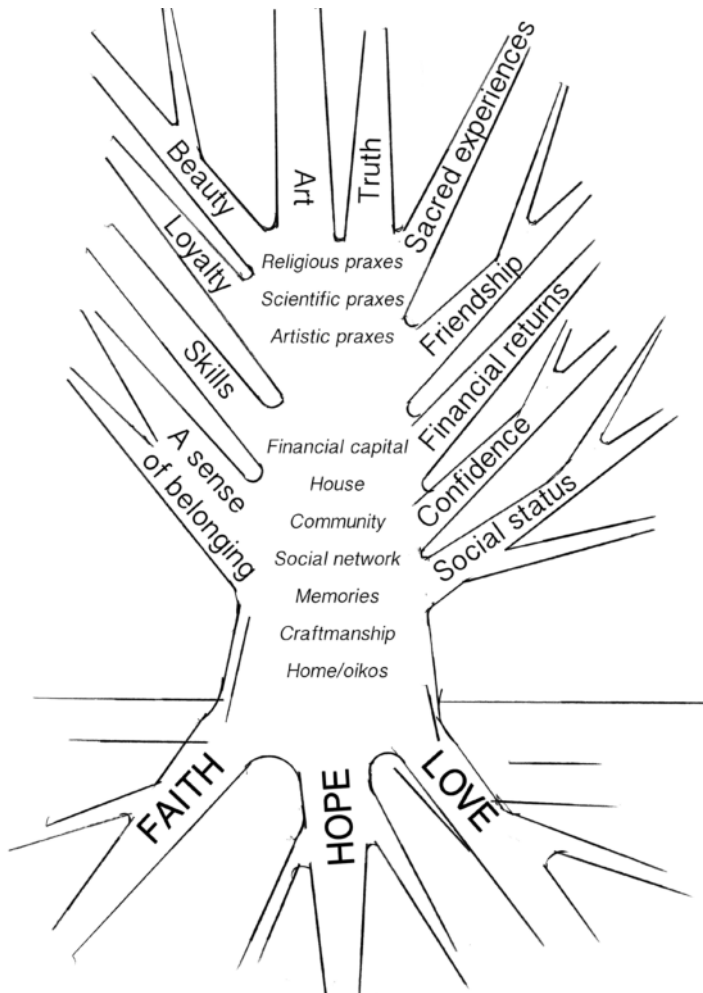 Beauty
Art
Truth
Sacred experiences
Loyalty
Religious praxes
Scientific praxes
Artistic praxes
Friendship
Skills
Financial returns
A sense
of belonging
Financial capital
House
Community
Social network
Memories
Craftmanship
Home/oikos
Confidence
Social status
FAITH
HOPE
LOVE